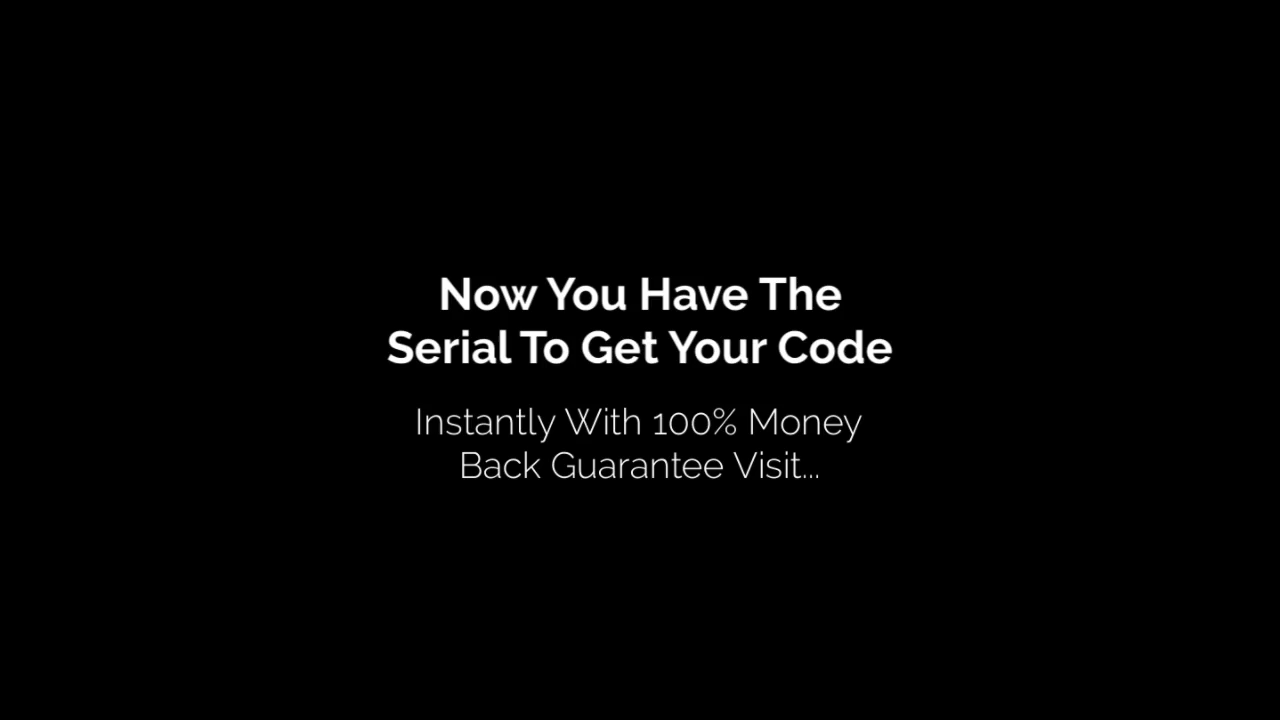 Now You Have The
Serial To Get Your Code
Instantly With 100% Money
Back Guarantee Visit...